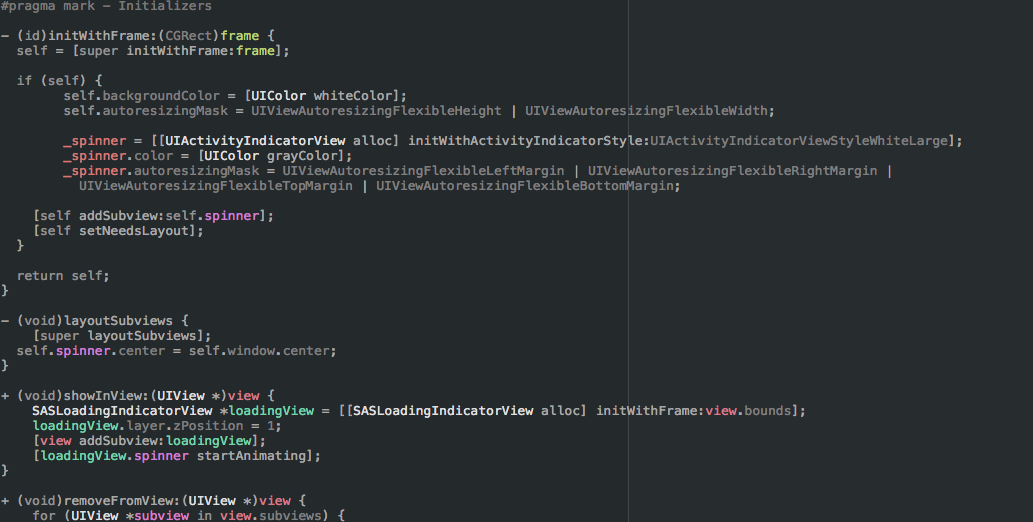 #pragma mark - Initializers
- (id)initWithFrame:(CGRect)frame {
self = [super initWithFrame:frame];
if (self) {
self.backgroundColor = [UIColor whiteColor];
self.autoresizingMask = UIViewAutoresizingFlexibleHeight | UIViewAutoresizingFlexibleWidth;
_spinner = [[UIActivityIndicatorView alloc] initWithActivityIndicatorStyle:UIActivityIndicatorViewStyleWhiteLarge];
_spinner.color = [UIColor grayColor];
_spinner.autoresizingMask = UIViewAutoresizingFlexibleLeftMargin | UIViewAutoresizingFlexibleRightMargin |
UIViewAutoresizingFlexibleTopMargin | UIViewAutoresizingFlexibleBottomMargin;
[self addSubview:self.spinner];
[self setNeedsLayout];
}
return self;
}
- (void)layoutSubviews {
[super layoutSubviews];
self.spinner.center = self.window.center;
}
+ (void)showInView:(UIView *)view {
SASLoadingIndicatorView *loadingView = [[SASLoadingIndicatorView alloc] initWithFrame:view.bounds];
loadingView.layer.zPosition = 1;
[view addSubview:loadingView];
[loadingView.spinner startAnimating];
}
+ (void)removeFromView:(UIView *)view {
for (UIView *subview in view.subviews) {